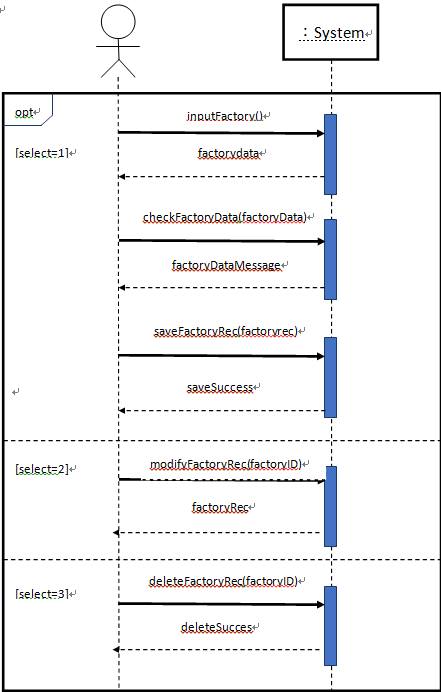 ：System
opt
inputFactory()
[select=1]
factorydata
checkFactoryData(factoryData)
factoryDataMessage
saveFactoryRec(factoryrec)
saveSuccess
[select=2]
modifyFactoryRec(factoryID)
factoryRec
deleteFactoryRec(factoryID)
[select=3]
deleteSucces